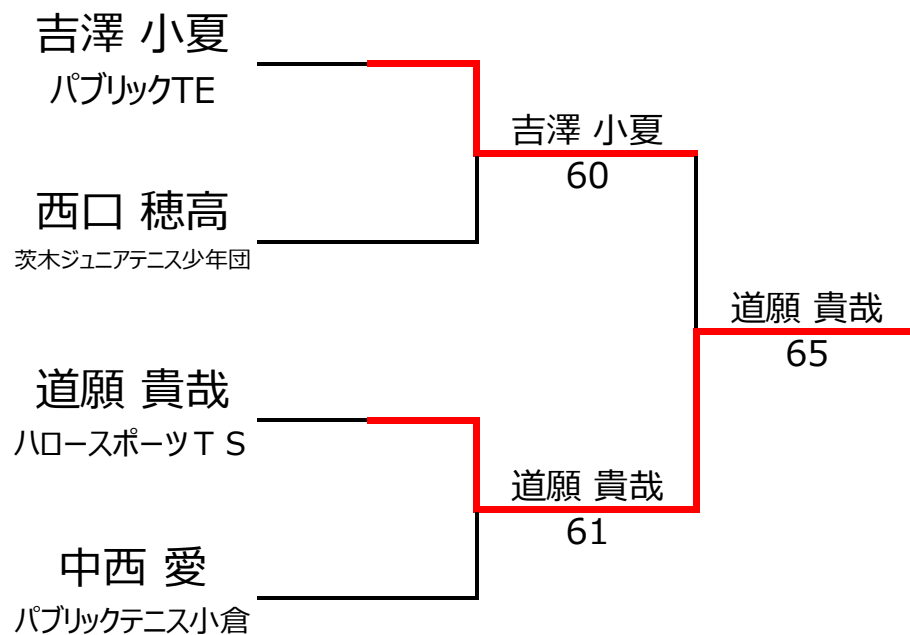 吉澤 小夏
パブリックTE
吉澤 小夏
60
西口 穂高
茨木ジュニアテニス少年団
道願 貴哉
65
道願 貴哉
ハロースポーツＴＳ
道願 貴哉
61
中西 愛
パブリックテニス小倉